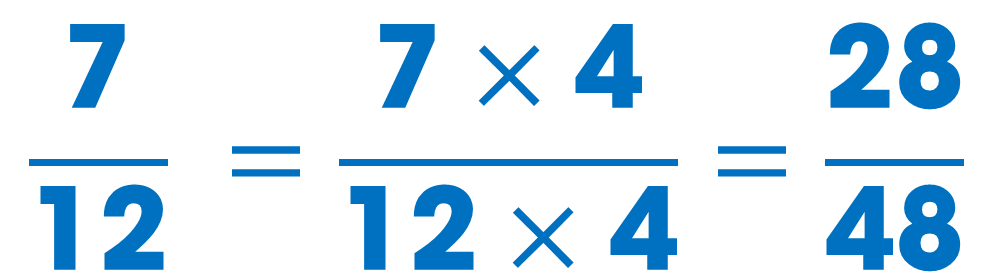 7 7 × 4 28
= =
12 12 × 4 48